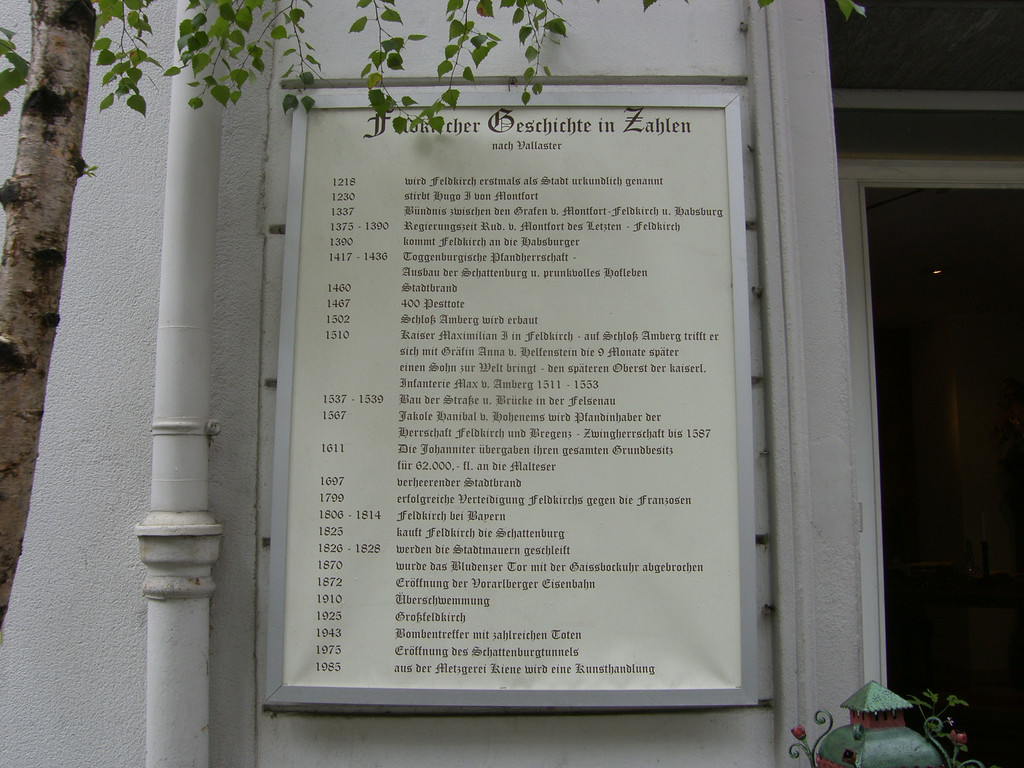 Feldkircher Geschichte in Zahlen
nach Vallaster
1218 wird Feldkirch erstmals als Stadt urkundlich genannt
1230 stirbt Hugo I von Montfort
1337 Bündnis zwischen den Grafen v. Montfort-Feldkirch u. Habsburg
1375 - 1390 Regierungszeit Rud. v. Montfort des Letzten - Feldkirch
1390 kommt Feldkirch an die Habsburger
1417 - 1436 Toggenburgische Pfandherrschaft -
Ausbau der Schattenburg u. prunkvolles Hofleben
1460 Stadtbrand
1467 400 Pesttote
1502 Schloß Amberg wird erbaut
1510 Kaiser Maximilian I in Feldkirch - auf Schloß Amberg trifft er
sich mit Gräfin Anna v. Helfenstein die 9 Monate später
einen Sohn zur Welt bringt - den späteren Oberst der kaiserl.
Infanterie Max v. Amberg 1511 - 1553
1537 - 1539 Bau der Straße u. Brücke in der Felsenau
1567 Jakole Hanibal v. Hohenems wird Pfandinhaber der
Herrschaft Feldkirch und Bregenz - Zwingherrschaft bis 1587
1611 Die Johanniter übergaben ihren gesamten Grundbesitz
für 62.000,- fl. an die Malteser
1697 verheerender Stadtbrand
1799 erfolgreiche Verteidigung Feldkirchs gegen die Franzosen
1806 - 1814 Feldkirch bei Bayern
1825 kauft Feldkirch die Schattenburg
1826 - 1828 werden die Stadtmauern geschleift
1870 wurde das Bludenzer Tor mit der Gaissbockuhr abgebrochen
1872 Eröffnung der Vorarlberger Eisenbahn
1910 Überschwemmung
1925 Großfeldkirch
1943 Bombentreffer mit zahlreichen Toten
1975 Eröffnung des Schattenburgtunnels
1985 aus der Metzgerei Kiene wird eine Kunsthandlung